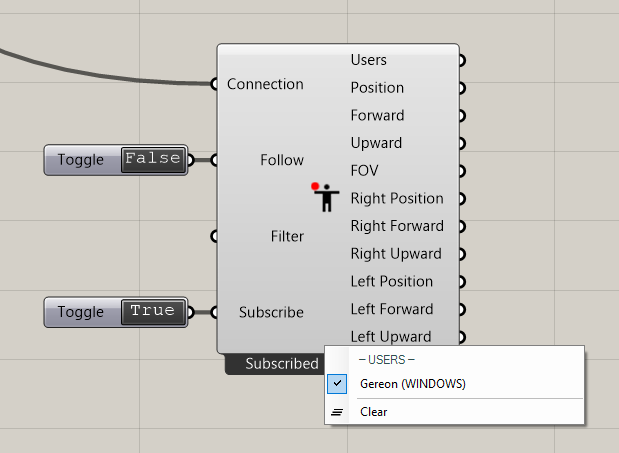 Users
Connection
Position
Forward
Upward
Toggle False
Follow
FOV
Right Position
Right Forward
Filter
Right Upward
Left Position
Toggle True
Subscribe
Left Forward
Left Upward
Subscribed
– USERS –
Gereon (WINDOWS)
Clear